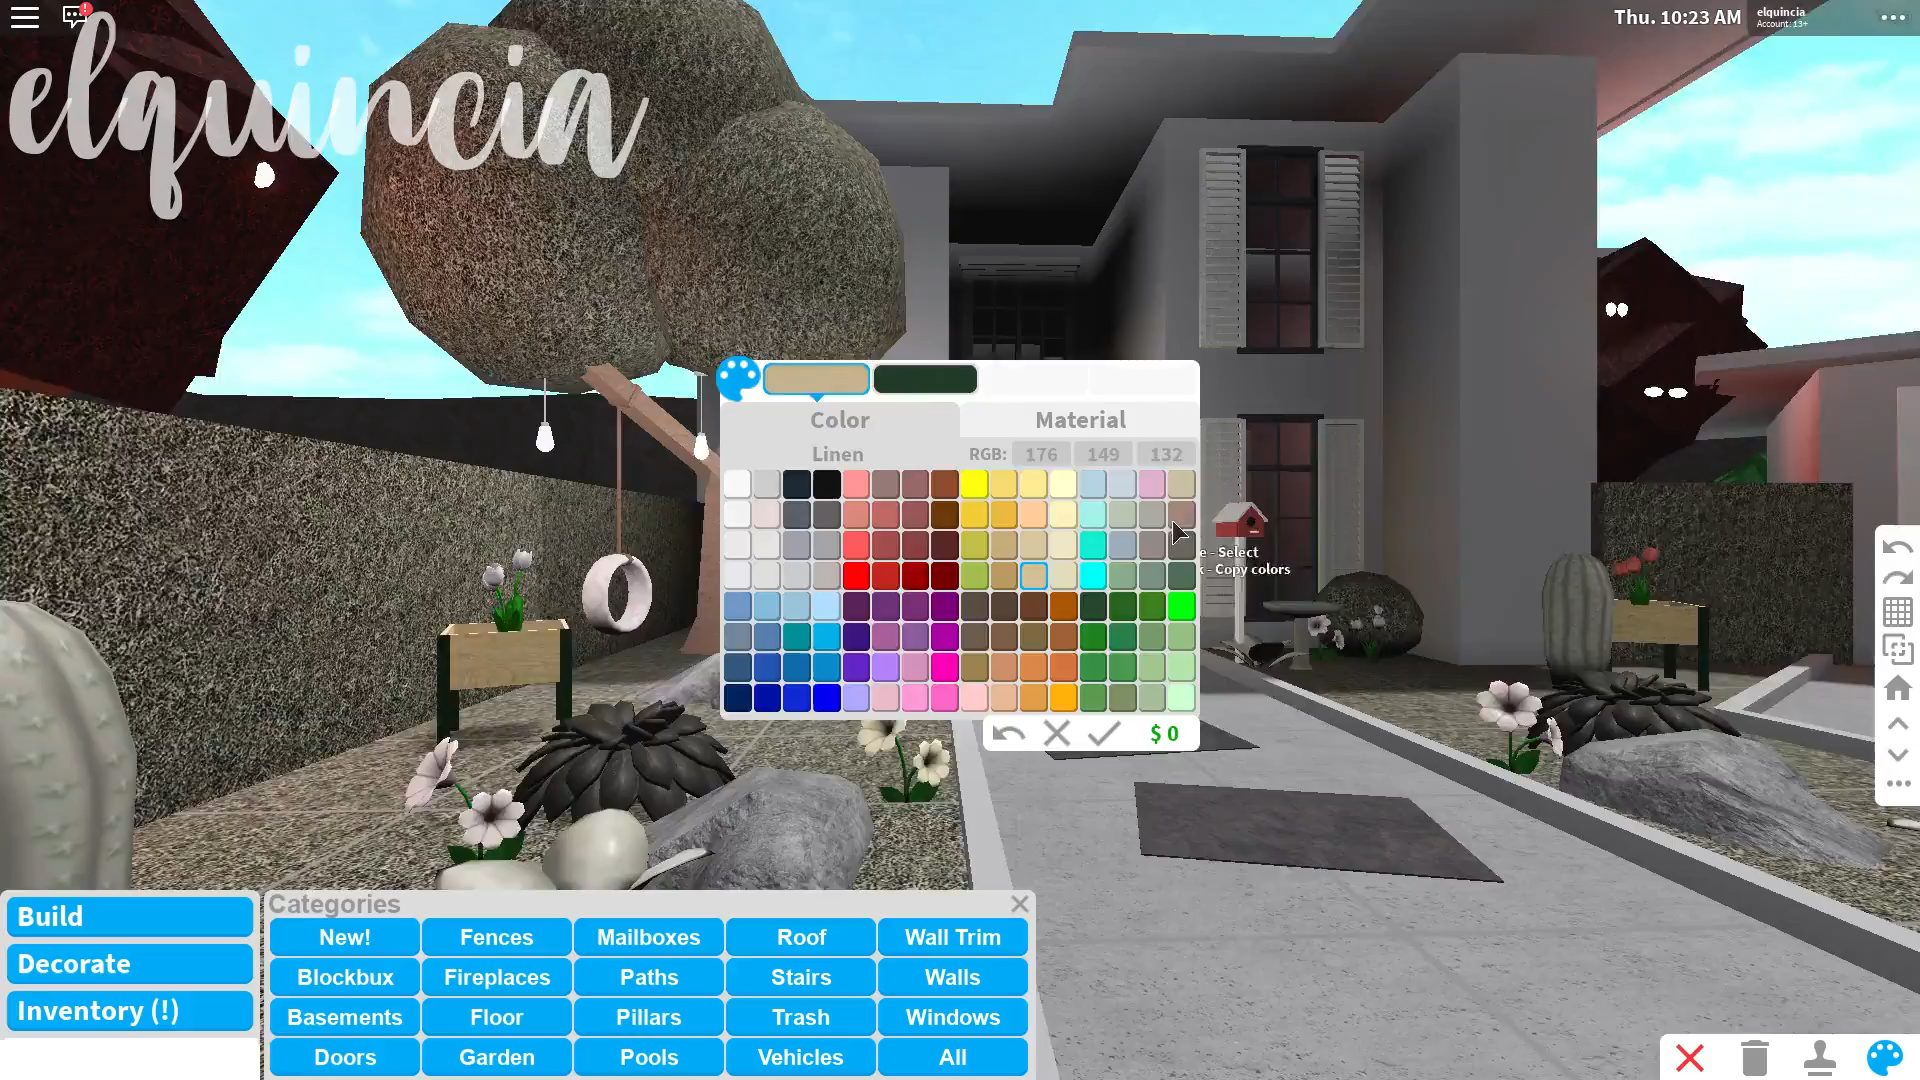 Thu. 10:23 AM
elquincia
Account: 13+
elquincia
Color
Material
Linen
RGB: 176 149 132
- Select
- Copy colors
$ 0
Build
Decorate
Inventory (!)
Categories
New! Fences Mailboxes Roof Wall Trim
Blockbux Fireplaces Paths Stairs Walls
Basements Floor Pillars Trash Windows
Doors Garden Pools Vehicles All